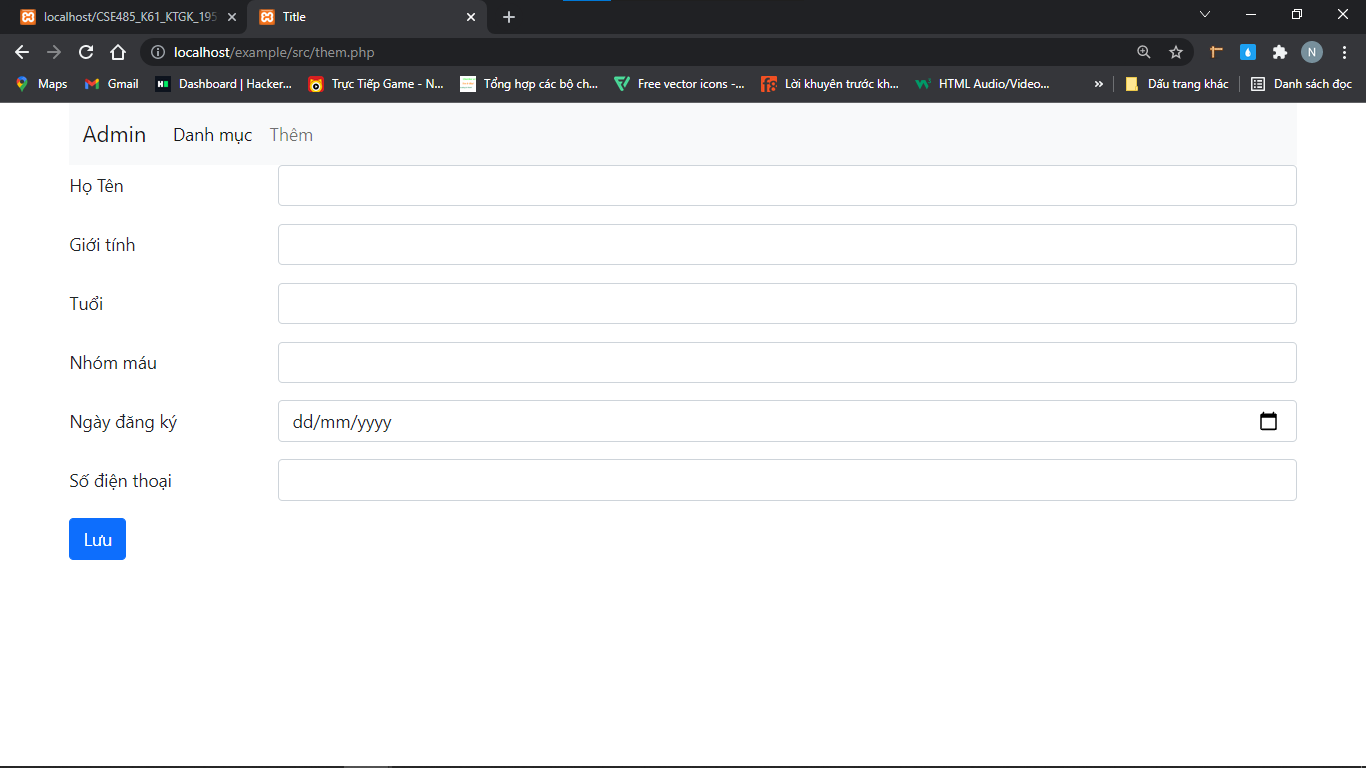 localhost/CSE485_K61_KTGK_195
Title
localhost/example/src/them.php
N
Maps
Gmail
Dashboard | Hacker...
Trực Tiếp Game - N...
Tổng hợp các bộ ch...
Free vector icons -...
Lời khuyên trước kh...
HTML Audio/Video...
»
Dấu trang khác
Danh sách đọc
Admin
Danh mục
Thêm
Họ Tên
Giới tính
Tuổi
Nhóm máu
Ngày đăng ký
dd/mm/yyyy
Số điện thoại
Lưu